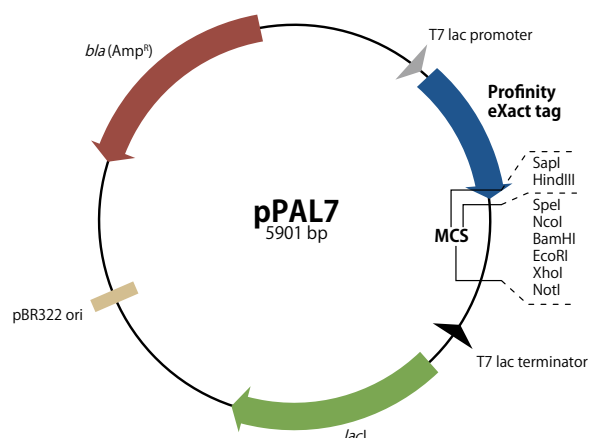 T7 lac promoter
bla (Ampᴿ)
Profinity
eXact tag
SapI
HindIII
pPAL7
5901 bp
MCS
SpeI
NcoI
BamHI
EcoRI
XhoI
NotI
pBR322 ori
T7 lac terminator
lacI